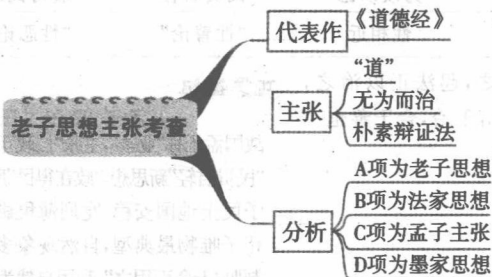 老子思想主张考查
代表作
《道德经》
主张
“道”
无为而治
朴素辩证法
分析
A项为老子思想
B项为法家思想
C项为孟子主张
D项为墨家思想